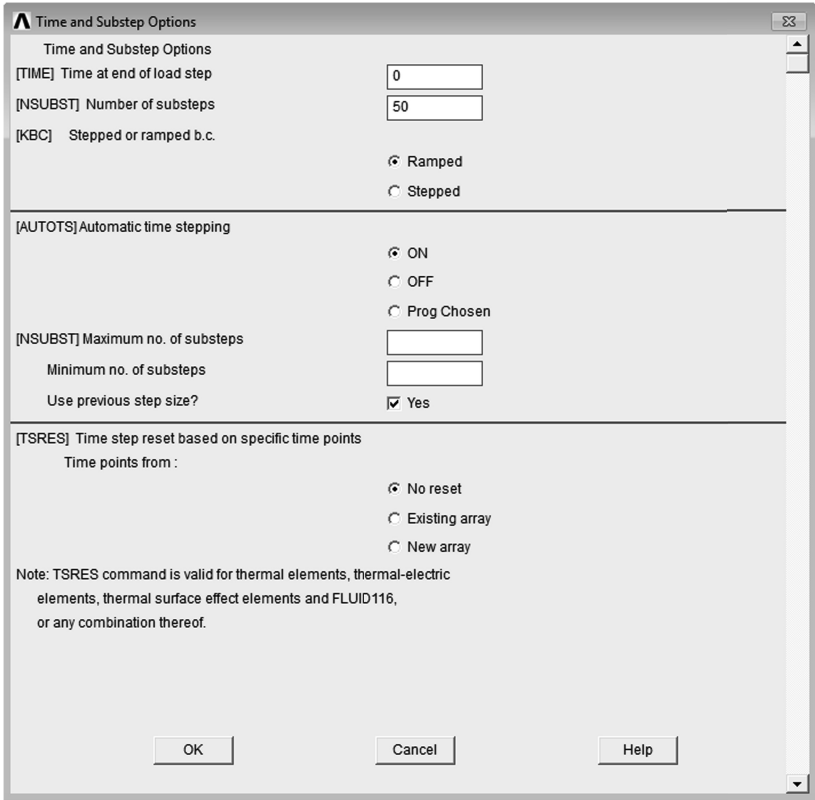 Time and Substep Options
Time and Substep Options
[TIME] Time at end of load step 0
[NSUBST] Number of substeps 50
[KBC] Stepped or ramped b.c.
Ramped
Stepped
[AUTOTS]Automatic time stepping
ON
OFF
Prog Chosen
[NSUBST] Maximum no. of substeps
Minimum no. of substeps
Use previous step size? Yes
[TSRES] Time step reset based on specific time points
Time points from :
No reset
Existing array
New array
Note: TSRES command is valid for thermal elements, thermal-electric
elements, thermal surface effect elements and FLUID116,
or any combination thereof.
OK Cancel Help